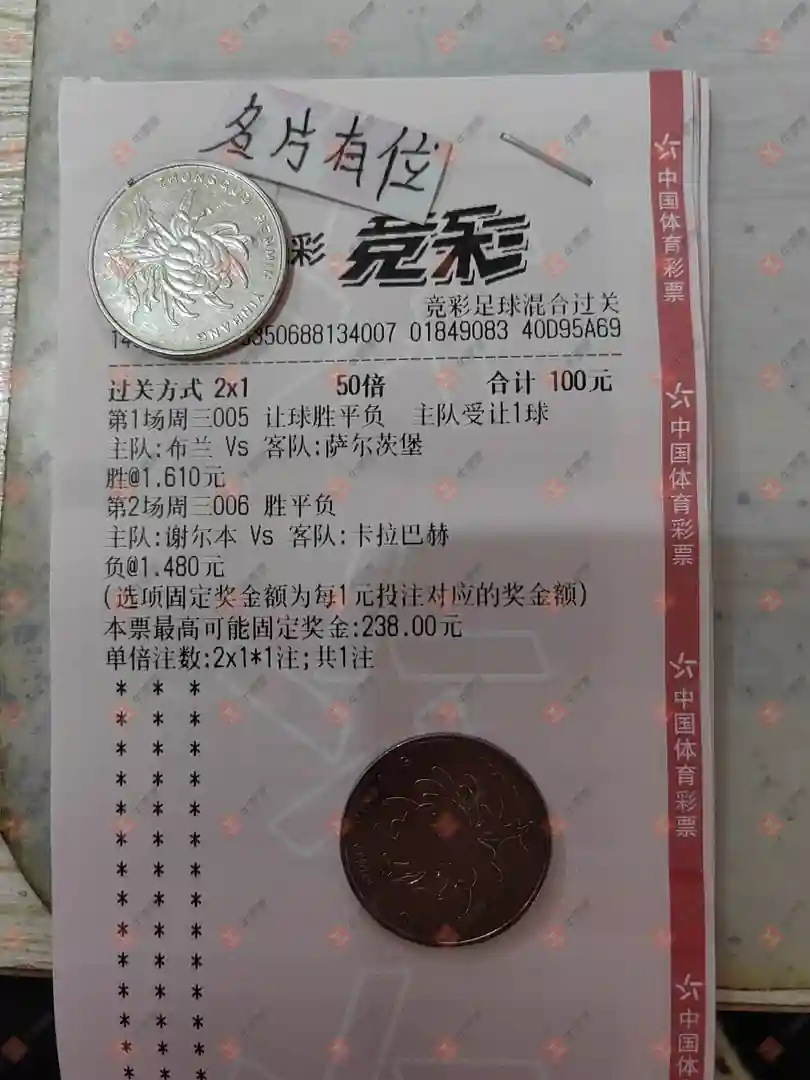 名片有位
ZHONGGUO RENMIN YINHANG
彩 竞彩
竞彩足球混合过关
350688134007 01849083 40D95A69
过关方式 2x1 50倍 合计 100元
第1场周三005 让球胜平负 主队受让1球
主队:布兰 Vs 客队:萨尔茨堡
胜@1.610元
第2场周三006 胜平负
主队:谢尔本 Vs 客队:卡拉巴赫
负@1.480元
(选项固定奖金额为每1元投注对应的奖金额)
本票最高可能固定奖金:238.00元
单倍注数:2x1*1注;共1注
* * *
* * *
* * *
* * *
* * *
* * *
* * *
* * *
* * *
* * *
* * *
* * *
* * *
* * *
中国体育彩票
中国体育彩票
中国体育彩票
中国体